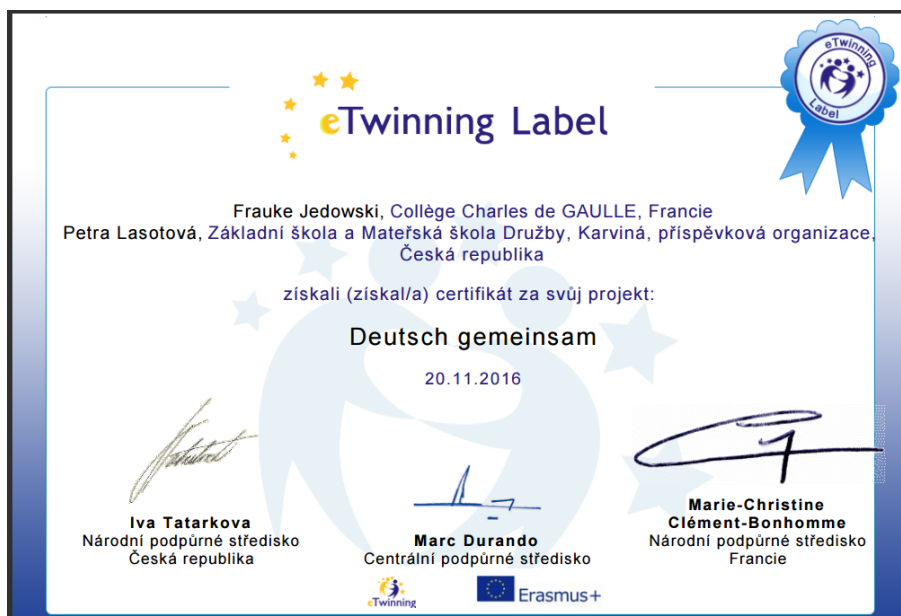 eTwinning
Label
eTwinning Label
Frauke Jedowski, Collège Charles de GAULLE, Francie
Petra Lasotová, Základní škola a Mateřská škola Družby, Karviná, příspěvková organizace,
Česká republika
získali (získal/a) certifikát za svůj projekt:
Deutsch gemeinsam
20.11.2016
Iva Tatarkova
Národní podpůrné středisko
Česká republika
Marc Durando
Centrální podpůrné středisko
Marie-Christine
Clément-Bonhomme
Národní podpůrné středisko
Francie
eTwinning
Erasmus+